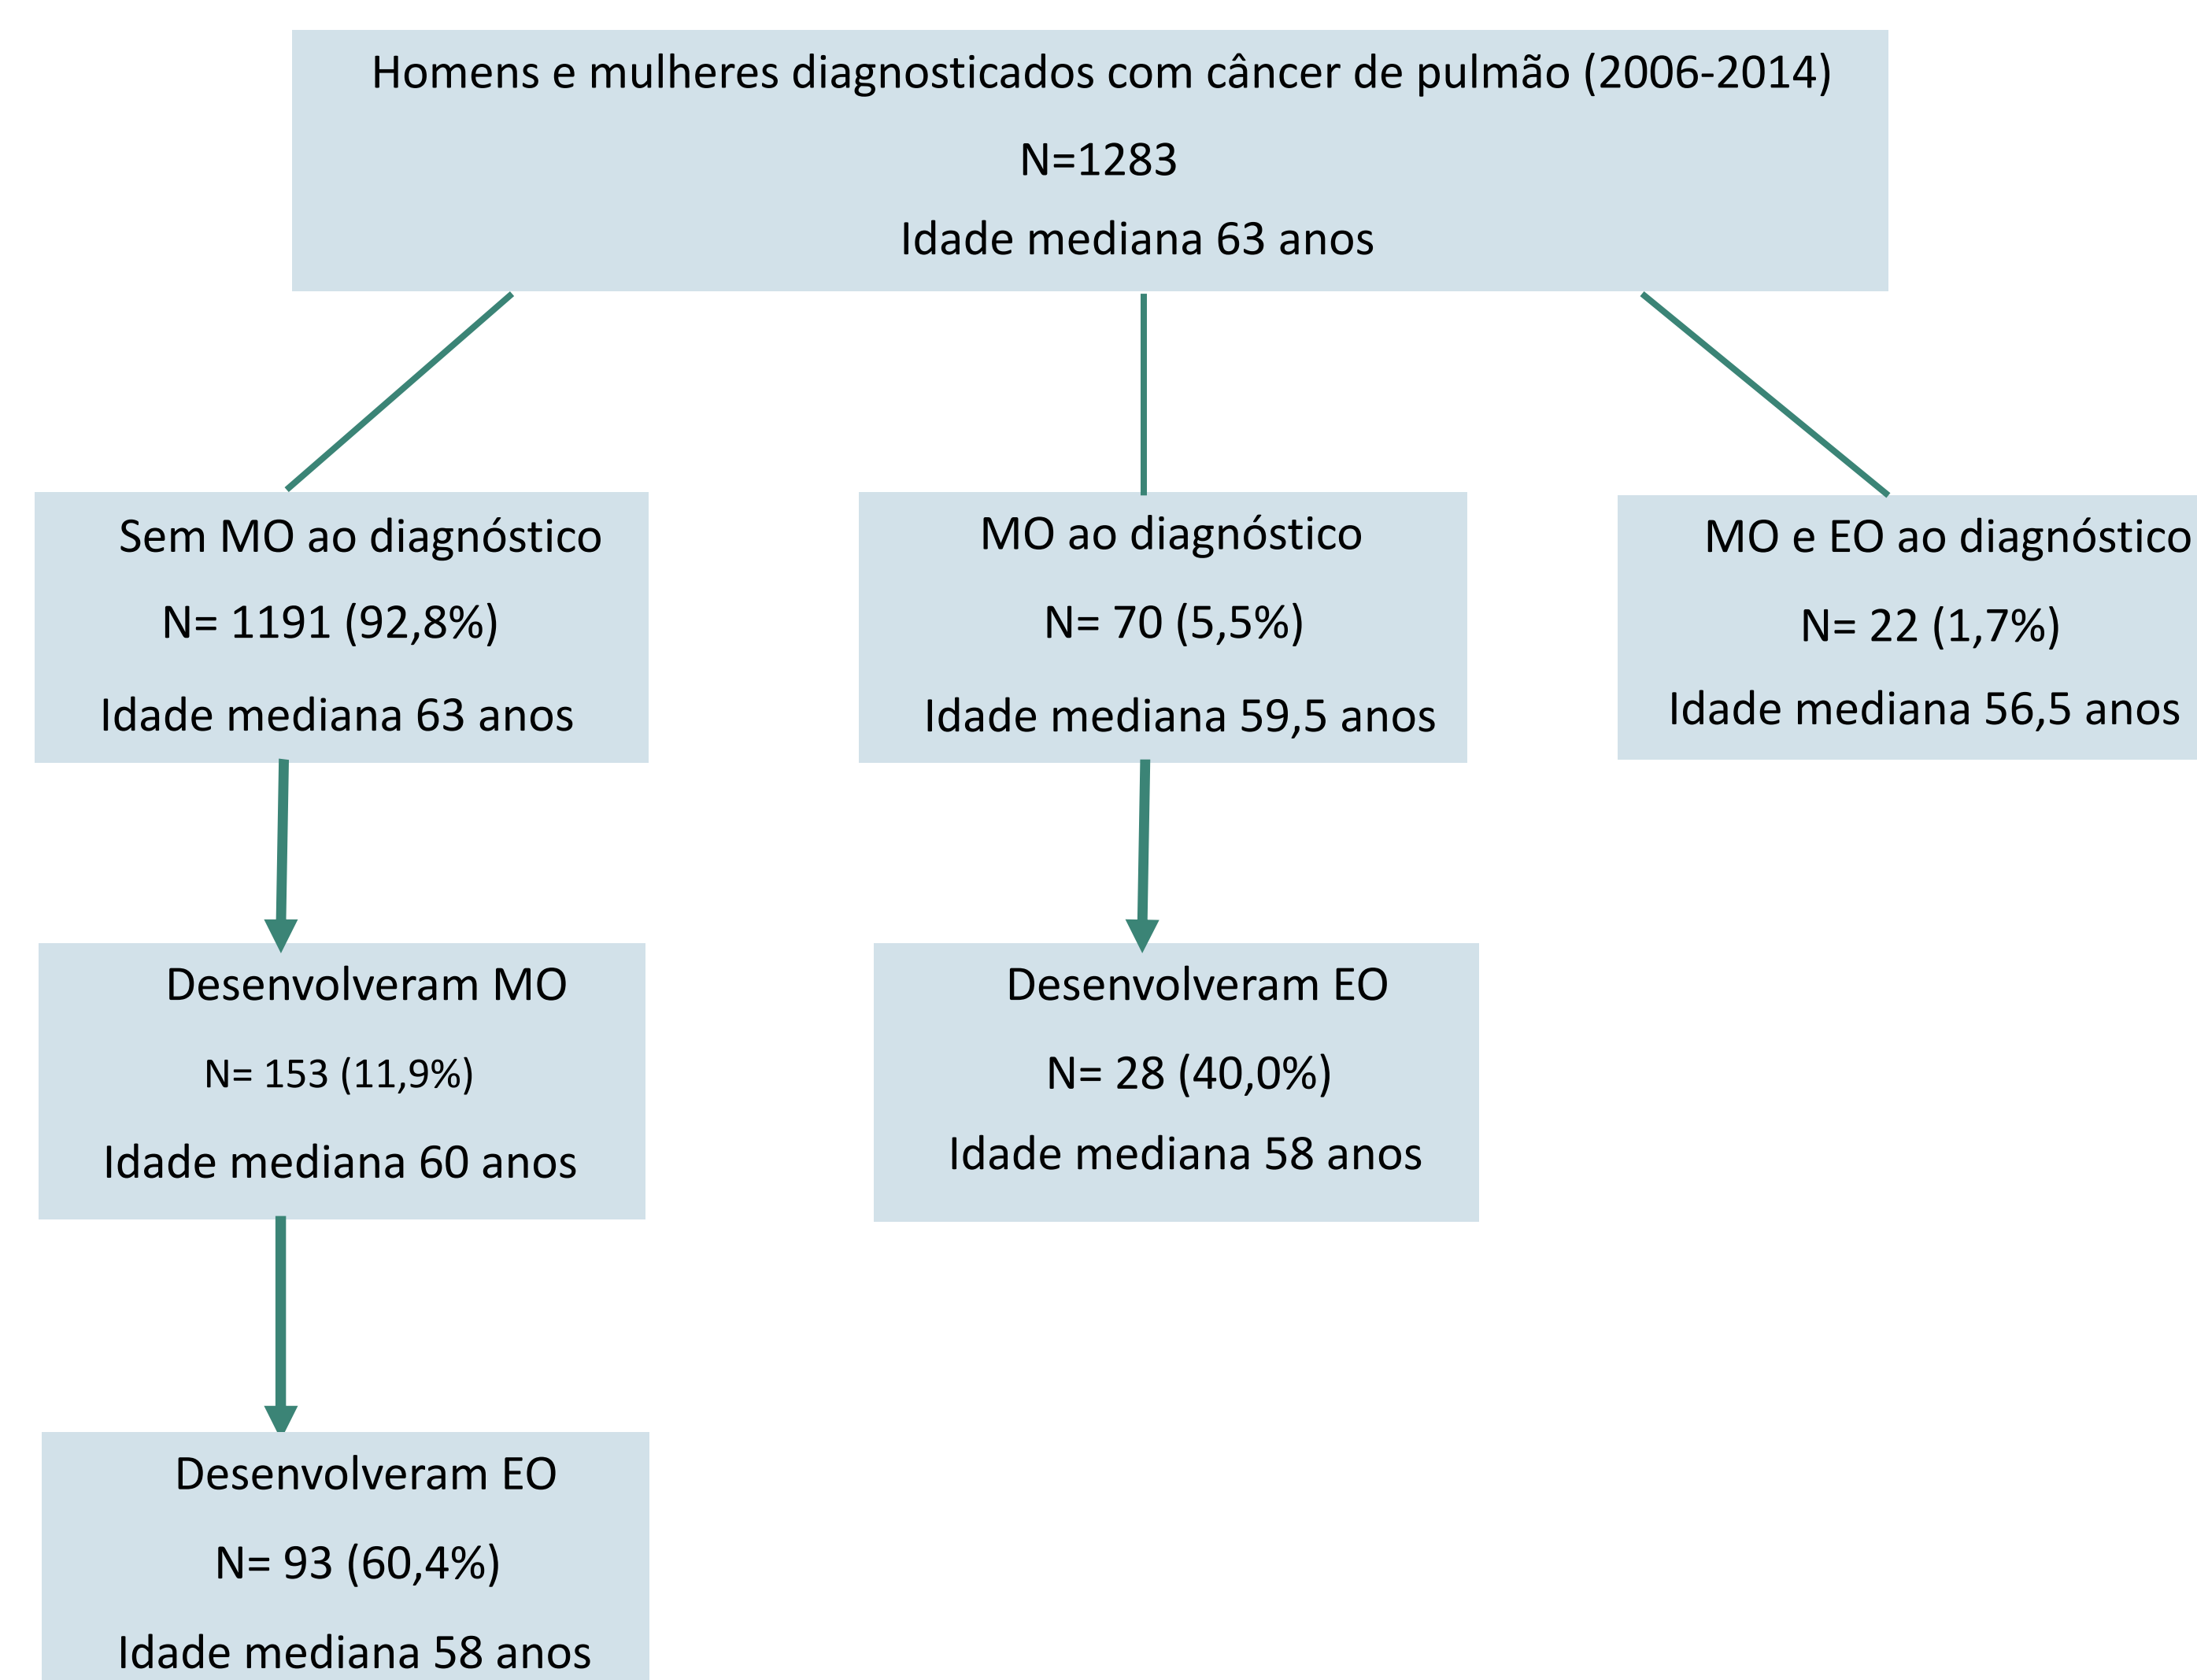 Homens e mulheres diagnosticados com câncer de pulmão (2006-2014)
N=1283
Idade mediana 63 anos
Sem MO ao diagnóstico
N= 1191 (92,8%)
Idade mediana 63 anos
MO ao diagnóstico
N= 70 (5,5%)
Idade mediana 59,5 anos
MO e EO ao diagnóstico
N= 22 (1,7%)
Idade mediana 56,5 anos
Desenvolveram MO
N= 153 (11,9%)
Idade mediana 60 anos
Desenvolveram EO
N= 28 (40,0%)
Idade mediana 58 anos
Desenvolveram EO
N= 93 (60,4%)
Idade mediana 58 anos